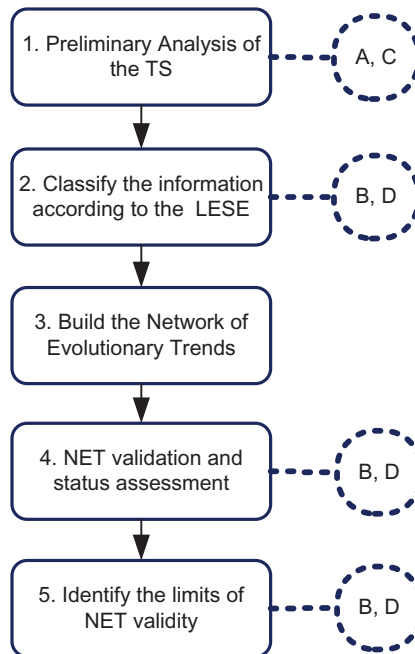 1. Preliminary Analysis of
the TS
A, C
2. Classify the information
according to the LESE
B, D
3. Build the Network of
Evolutionary Trends
4. NET validation and
status assessment
B, D
5. Identify the limits of
NET validity
B, D